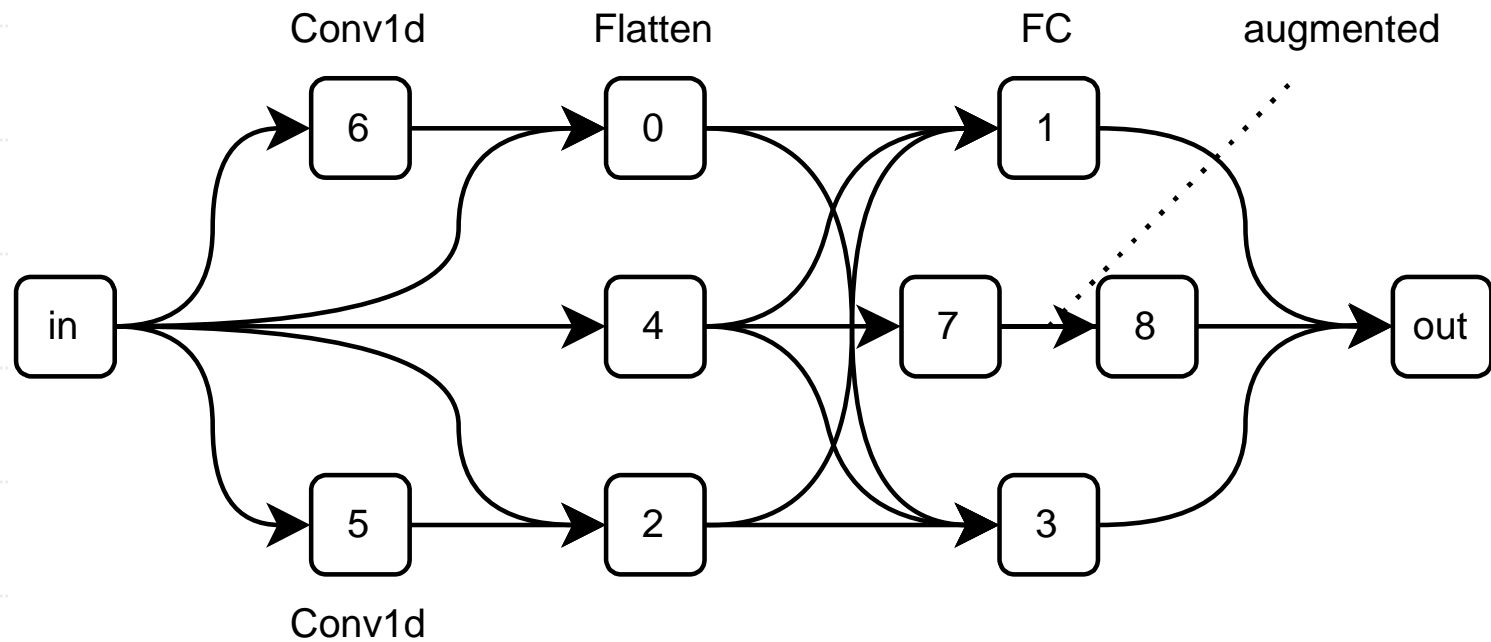 Conv1d Flatten FC augmented
6 0 1
in 4 7 8 out
5 2 3
Conv1d